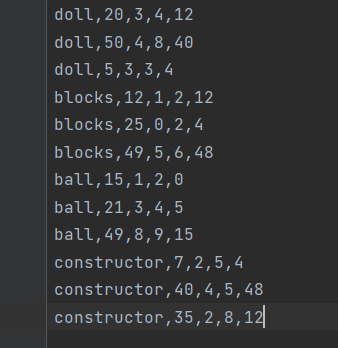 doll,20,3,4,12
doll,50,4,8,40
doll,5,3,3,4
blocks,12,1,2,12
blocks,25,0,2,4
blocks,49,5,6,48
ball,15,1,2,0
ball,21,3,4,5
ball,49,8,9,15
constructor,7,2,5,4
constructor,40,4,5,48
constructor,35,2,8,12